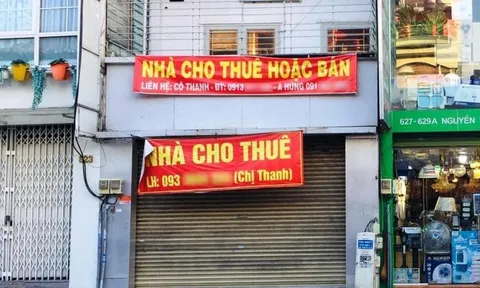 NHÀ CHO THUÊ HOẶC BÁN
LIÊN HỆ: CÔ THANH - ĐT: 0913 - A HÙNG 091
NHÀ CHO THUÊ
LH: 093 (Chị Thanh)
623
627-629A NGUYỄN